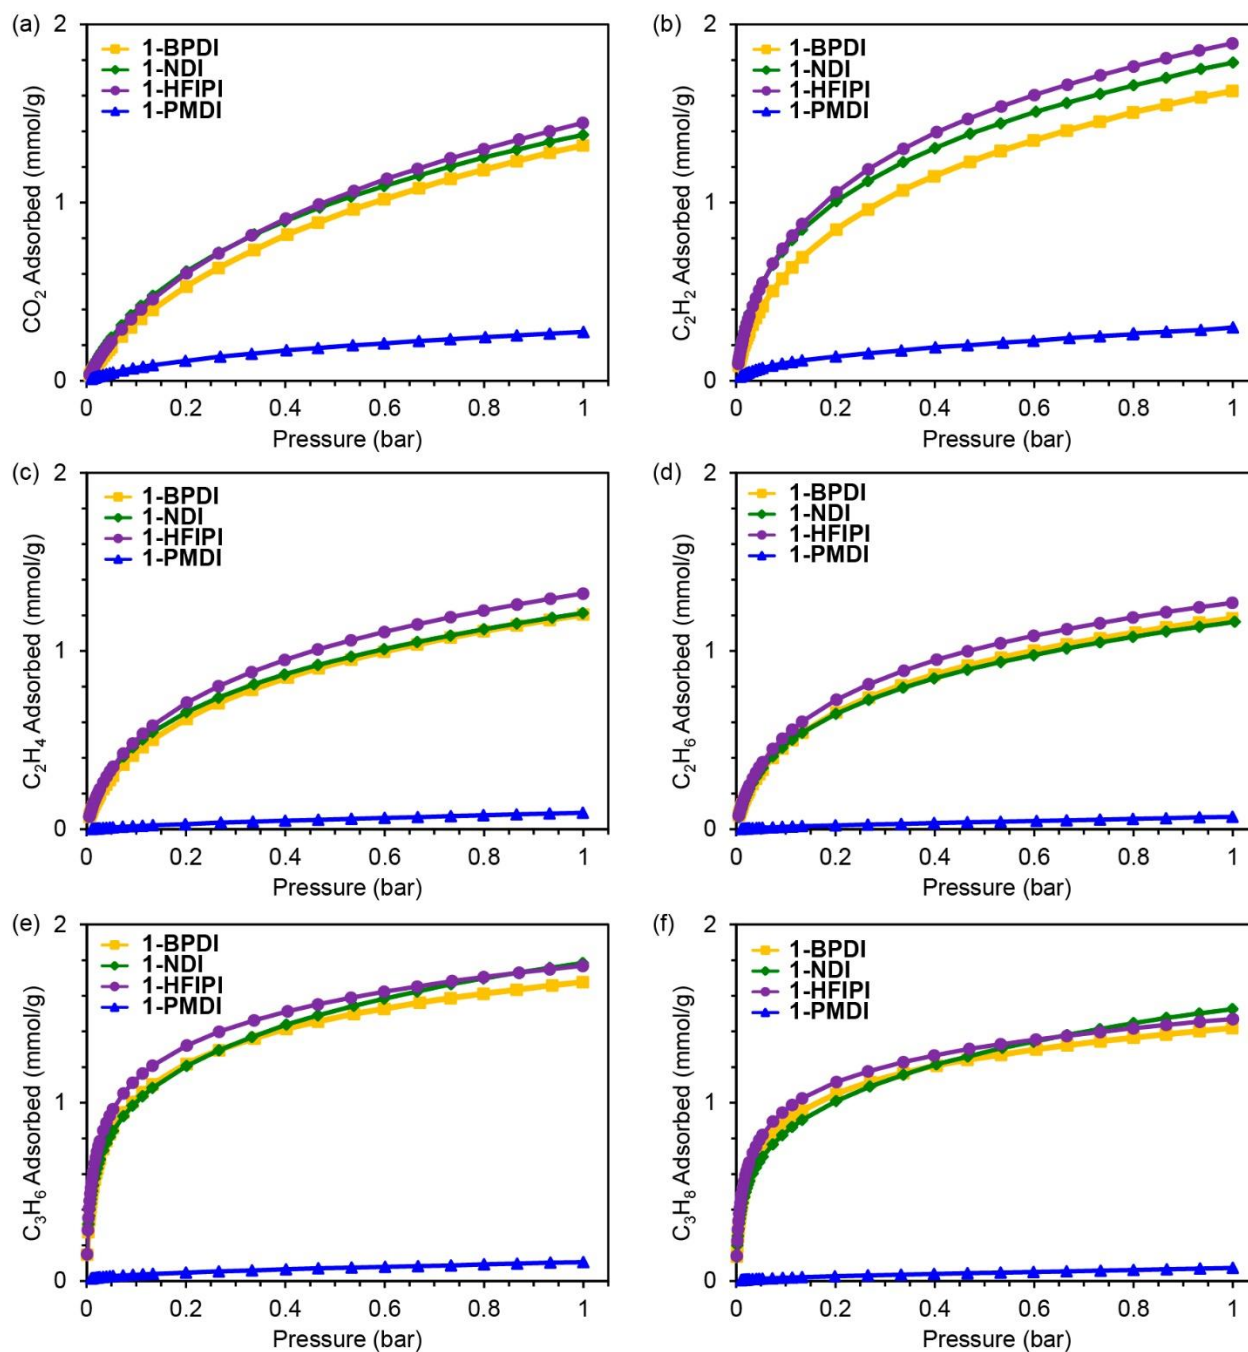 (a)
2
1-BPDI
1-NDI
1-HFIPI
1-PMDI
CO₂ Adsorbed (mmol/g)
1
0
0 0.2 0.4 0.6 0.8 1
Pressure (bar)
(b)
2
1-BPDI
1-NDI
1-HFIPI
1-PMDI
C₂H₂ Adsorbed (mmol/g)
1
0
0 0.2 0.4 0.6 0.8 1
Pressure (bar)
(c)
2
1-BPDI
1-NDI
1-HFIPI
1-PMDI
C₂H₄ Adsorbed (mmol/g)
1
0
0 0.2 0.4 0.6 0.8 1
Pressure (bar)
(d)
2
1-BPDI
1-NDI
1-HFIPI
1-PMDI
C₂H₆ Adsorbed (mmol/g)
1
0
0 0.2 0.4 0.6 0.8 1
Pressure (bar)
(e)
2
1-BPDI
1-NDI
1-HFIPI
1-PMDI
C₃H₆ Adsorbed (mmol/g)
1
0
0 0.2 0.4 0.6 0.8 1
Pressure (bar)
(f)
2
1-BPDI
1-NDI
1-HFIPI
1-PMDI
C₃H₈ Adsorbed (mmol/g)
1
0
0 0.2 0.4 0.6 0.8 1
Pressure (bar)